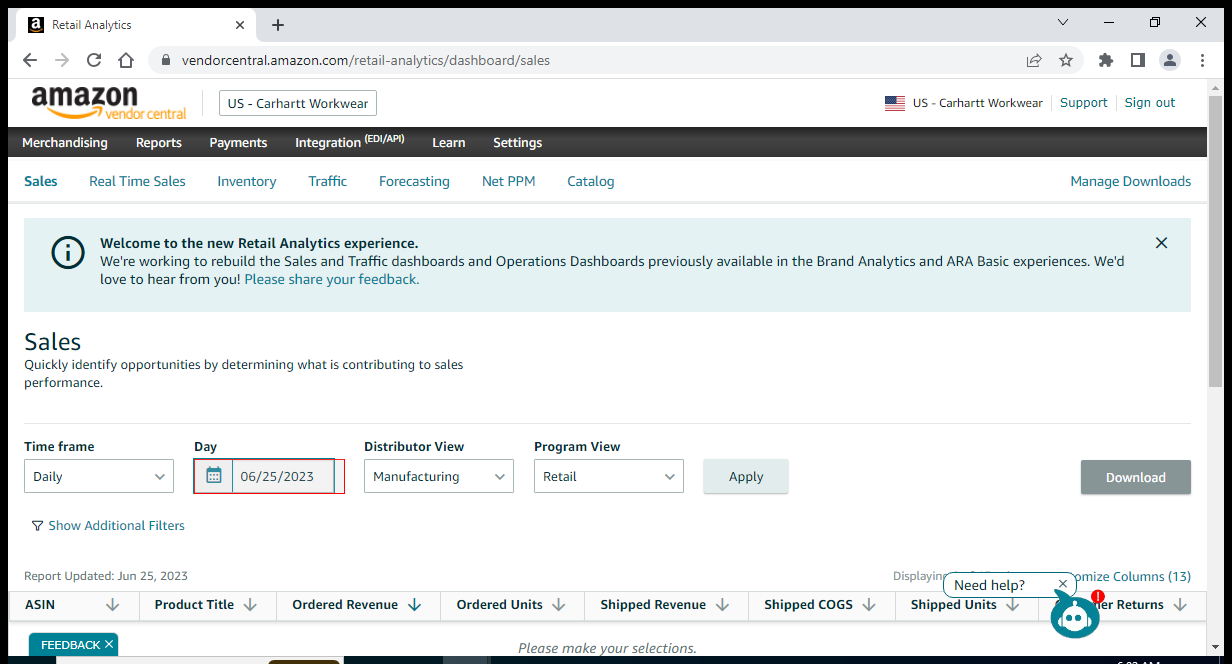 Retail Analytics
vendorcentral.amazon.com/retail-analytics/dashboard/sales
amazon
vendor central
US - Carhartt Workwear
US - Carhartt Workwear
Support
Sign out
Merchandising
Reports
Payments
Integration (EDI/API)
Learn
Settings
Sales
Real Time Sales
Inventory
Traffic
Forecasting
Net PPM
Catalog
Manage Downloads
Welcome to the new Retail Analytics experience.
We're working to rebuild the Sales and Traffic dashboards and Operations Dashboards previously available in the Brand Analytics and ARA Basic experiences. We'd
love to hear from you! Please share your feedback.
Sales
Quickly identify opportunities by determining what is contributing to sales
performance.
Time frame
Day
Distributor View
Program View
Daily
06/25/2023
Manufacturing
Retail
Apply
Download
Show Additional Filters
Report Updated: Jun 25, 2023
Displaying
omize Columns (13)
Need help?
ASIN
Product Title
Ordered Revenue
Ordered Units
Shipped Revenue
Shipped COGS
Shipped Units
er Returns
FEEDBACK
Please make your selections.